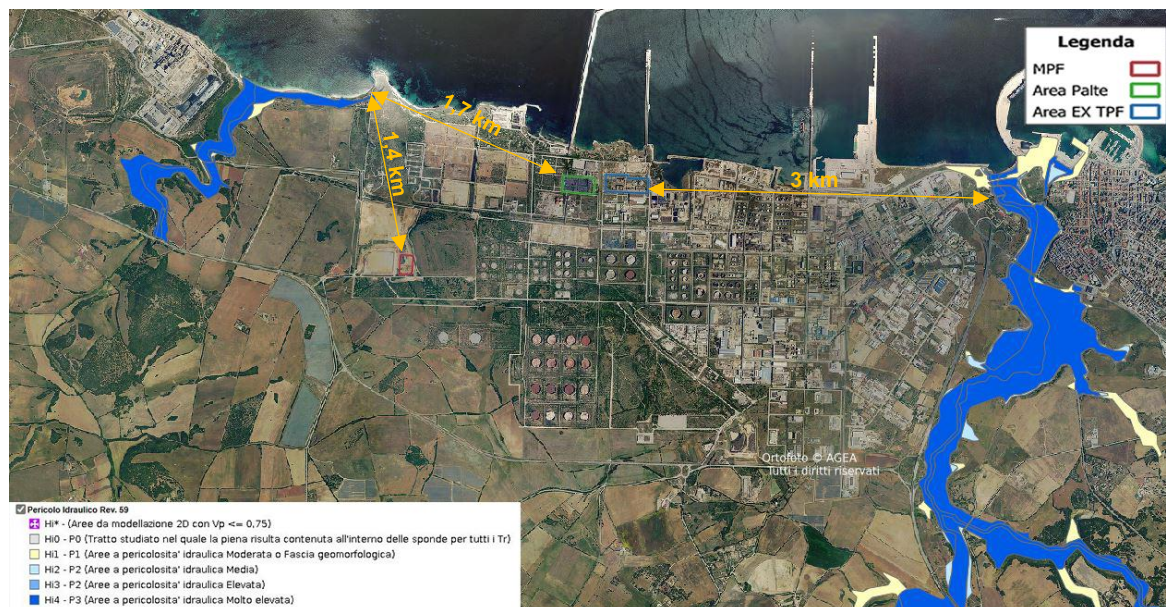 Legenda
MPF
Area Palte
Area EX TPF
1,7 km
1,4 km
3 km
Ortofoto © AGEA
Tutti i diritti riservati
Pericolo Idraulico Rev. 59
Hi* - (Aree da modellazione 2D con Vp <= 0,75)
Hi0 - P0 (Tratto studiato nel quale la piena risulta contenuta all'interno delle sponde per tutti i Tr)
Hi1 - P1 (Aree a pericolosita' idraulica Moderata o Fascia geomorfologica)
Hi2 - P2 (Aree a pericolosita' idraulica Media)
Hi3 - P2 (Aree a pericolosita' idraulica Elevata)
Hi4 - P3 (Aree a pericolosita' idraulica Molto elevata)